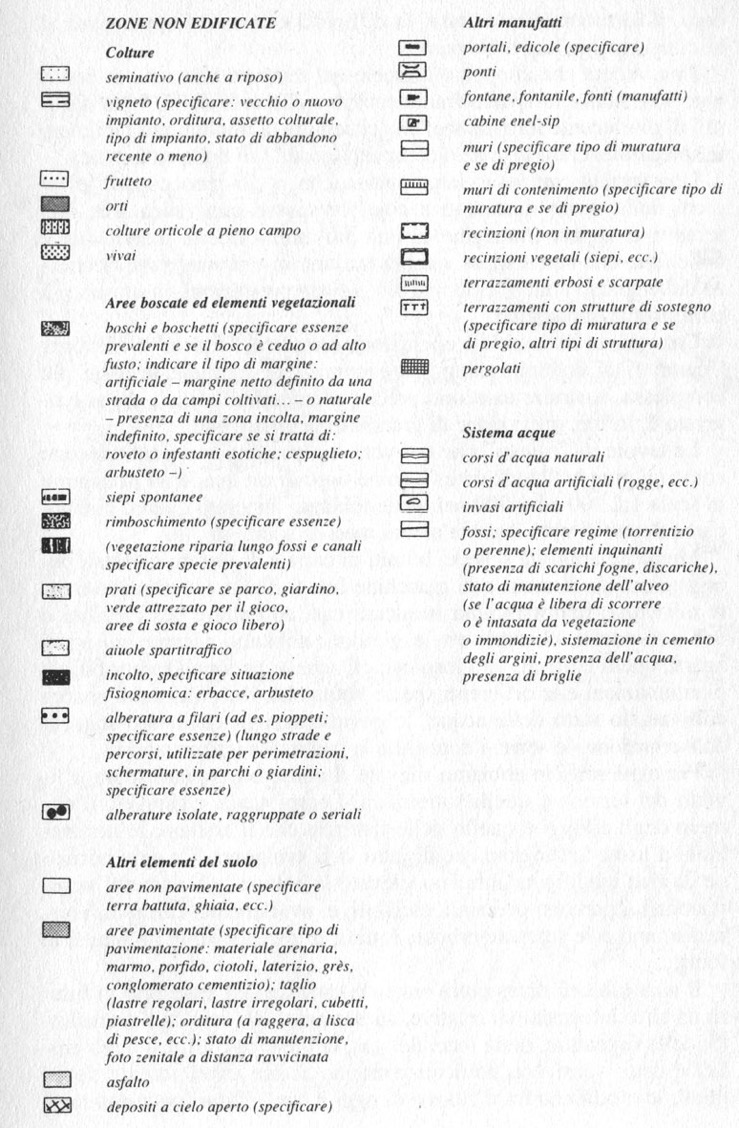 ZONE NON EDIFICATE
Colture
seminativo (anche a riposo)
vigneto (specificare: vecchio o nuovo
impianto, orditura, assetto colturale,
tipo di impianto, stato di abbandono
recente o meno)
frutteto
orti
colture orticole a pieno campo
vivai
Aree boscate ed elementi vegetazionali
boschi e boschetti (specificare essenze
prevalenti e se il bosco è ceduo o ad alto
fusto; indicare il tipo di margine:
artificiale – margine netto definito da una
strada o da campi coltivati... – o naturale
– presenza di una zona incolta, margine
indefinito, specificare se si tratta di:
roveto o infestanti esotiche; cespuglieto;
arbusteto –)
siepi spontanee
rimboschimento (specificare essenze)
(vegetazione riparia lungo fossi e canali
specificare specie prevalenti)
prati (specificare se parco, giardino,
verde attrezzato per il gioco,
aree di sosta e gioco libero)
aiuole spartitraffico
incolto, specificare situazione
fisiognomica: erbacce, arbusteto
alberatura a filari (ad es. pioppeti;
specificare essenze) (lungo strade e
percorsi, utilizzate per perimetrazioni,
schermature, in parchi o giardini;
specificare essenze)
alberature isolate, raggruppate o seriali
Altri elementi del suolo
aree non pavimentate (specificare
terra battuta, ghiaia, ecc.)
aree pavimentate (specificare tipo di
pavimentazione: materiale arenaria,
marmo, porfido, ciotoli, laterizio, grès,
conglomerato cementizio); taglio
(lastre regolari, lastre irregolari, cubetti,
piastrelle); orditura (a raggera, a lisca
di pesce, ecc.); stato di manutenzione,
foto zenitale a distanza ravvicinata
asfalto
depositi a cielo aperto (specificare)
Altri manufatti
portali, edicole (specificare)
ponti
fontane, fontanile, fonti (manufatti)
cabine enel-sip
muri (specificare tipo di muratura
e se di pregio)
muri di contenimento (specificare tipo di
muratura e se di pregio)
recinzioni (non in muratura)
recinzioni vegetali (siepi, ecc.)
terrazzamenti erbosi e scarpate
terrazzamenti con strutture di sostegno
(specificare tipo di muratura e se
di pregio, altri tipi di struttura)
pergolati
Sistema acque
corsi d'acqua naturali
corsi d'acqua artificiali (rogge, ecc.)
invasi artificiali
fossi; specificare regime (torrentizio
o perenne); elementi inquinanti
(presenza di scarichi fogne, discariche),
stato di manutenzione dell'alveo
(se l'acqua è libera di scorrere
o è intasata da vegetazione
o immondizie), sistemazione in cemento
degli argini, presenza dell'acqua,
presenza di briglie